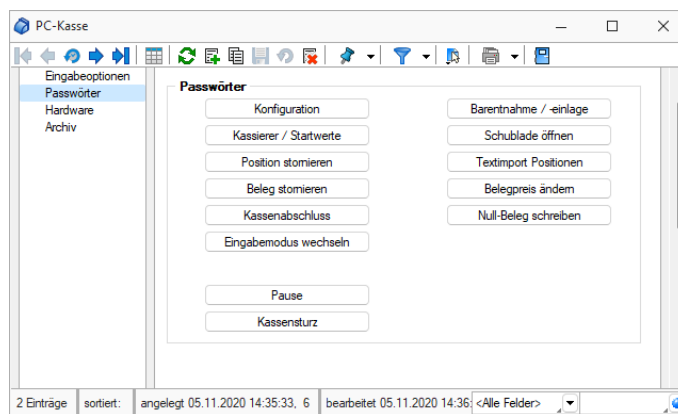 PC-Kasse
Eingabeoptionen
Passwörter
Hardware
Archiv
Passwörter
Konfiguration
Barentnahme / -einlage
Kassierer / Startwerte
Schublade öffnen
Position stornieren
Textimport Positionen
Beleg stornieren
Belegpreis ändern
Kassenabschluss
Null-Beleg schreiben
Eingabemodus wechseln
Pause
Kassensturz
2 Einträge sortiert: angelegt 05.11.2020 14:35:33, 6 bearbeitet 05.11.2020 14:36: <Alle Felder>